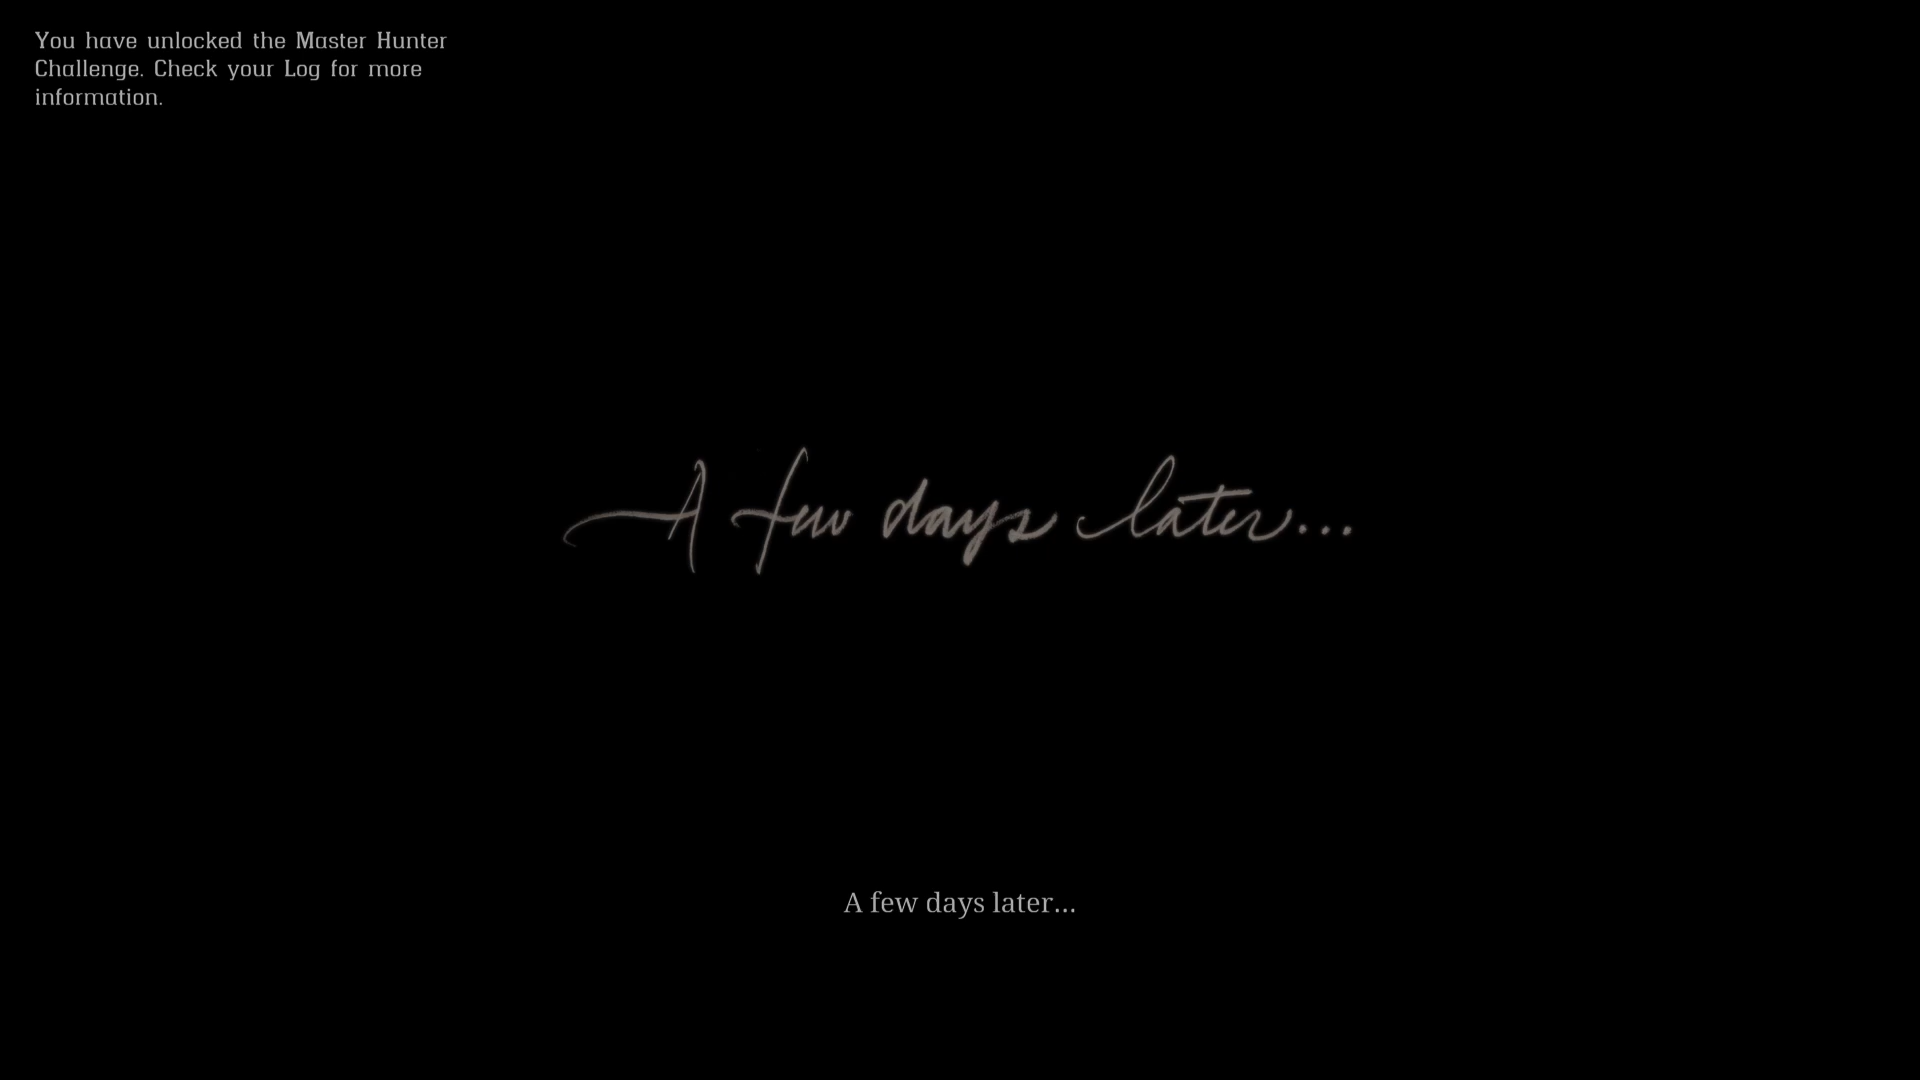 You have unlocked the Master Hunter
Challenge. Check your Log for more
information.
A few days later...
A few days later...